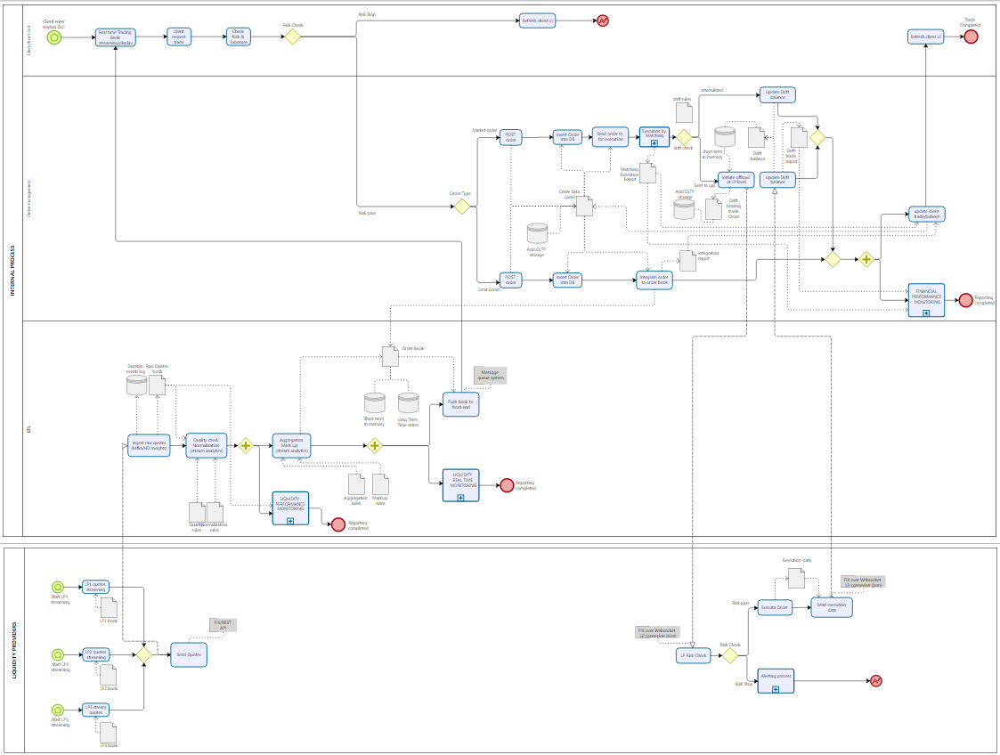 Client enter
trading GUI
Real time Trading
Book
streaming/display
client
request
trade
Check
Risk &
Exposure
Risk Check
Risk Stop
Refresh client UI
Refresh client UI
Trade
Completed
Client/front End
INTERNAL PROCESS
Order management
Risk pass
Order Type
Market order
POST
order
Insert Order
into DB
Send order to
for execution
Execution by
Matching
drift rules
drift check
internalized
Update Drift
balance
short term
in memory
Drift
balance
Drift
trade
report
Matching
Execution
Report
Sent to Lps
Initiate offload
at LP level
Update Drift
balance
Order data
(json)
Acid OLTP
storage
Drift
clearing
trade
Order
Acid OLTP
storage
update client
trade/balance
Integration
report
Limit Order
POST
order
Insert Order
into DB
Integrate order
to order book
FINANCIAL
PERFORMANCE
MONITORING
Reporting
completed
ETL
Order book
Durable
events log
Raw Quotes
book
Message
queue system
Short term
in memory
Long Term
Time series
Push Book to
front end
Ingest raw quotes
(kafka/HD insights)
Quality check
Normalization
(stream analytics)
Aggregation
Mark Up
(stream analytics)
Aggregation
rules
MarkUp
rules
LIQUIDITY
REAL TIME
MONITORING
Reporting
completed
Quality
rules
Normalization
rules
LIQUIDITY
PERFORMANCE
MONITORING
Reporting
completed
LIQUIDITY PROVIDERS
Start LP1
streaming
LP1 quotes
streaming
LP1 book
FIX/REST
API
Start LP2
streaming
LP2 quotes
streaming
LP2 book
Send Quotes
Start LP3
streaming
LP3 stream
quotes
LP3 book
Execution data
FIX over Websocket
LP connexion (json)
Risk pass
Execute Order
Send execution
data
FIX over Websocket
LP connexion (json)
LP Risk Check
Risk Check
Risk Stop
Alerting process